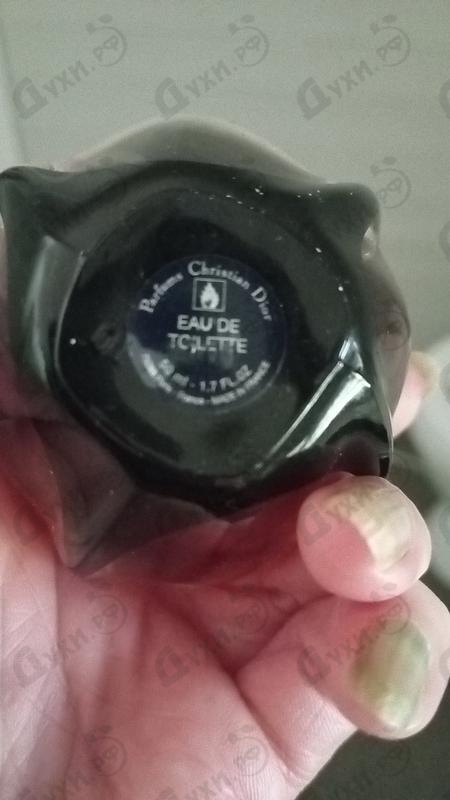 Parfums Christian Dior
EAU DE
TOILETTE
50 ml - 1.7 FL.OZ
MADE IN FRANCE
Духи.рф